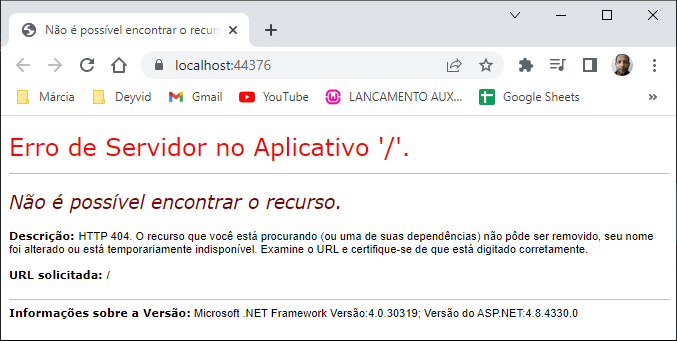 Não é possível encontrar o recurs
localhost:44376
Márcia Deyvid Gmail YouTube LANCAMENTO AUX... Google Sheets »
Erro de Servidor no Aplicativo '/'.
Não é possível encontrar o recurso.
Descrição: HTTP 404. O recurso que você está procurando (ou uma de suas dependências) não pôde ser removido, seu nome
foi alterado ou está temporariamente indisponível. Examine o URL e certifique-se de que está digitado corretamente.
URL solicitada: /
Informações sobre a Versão: Microsoft .NET Framework Versão:4.0.30319; Versão do ASP.NET:4.8.4330.0